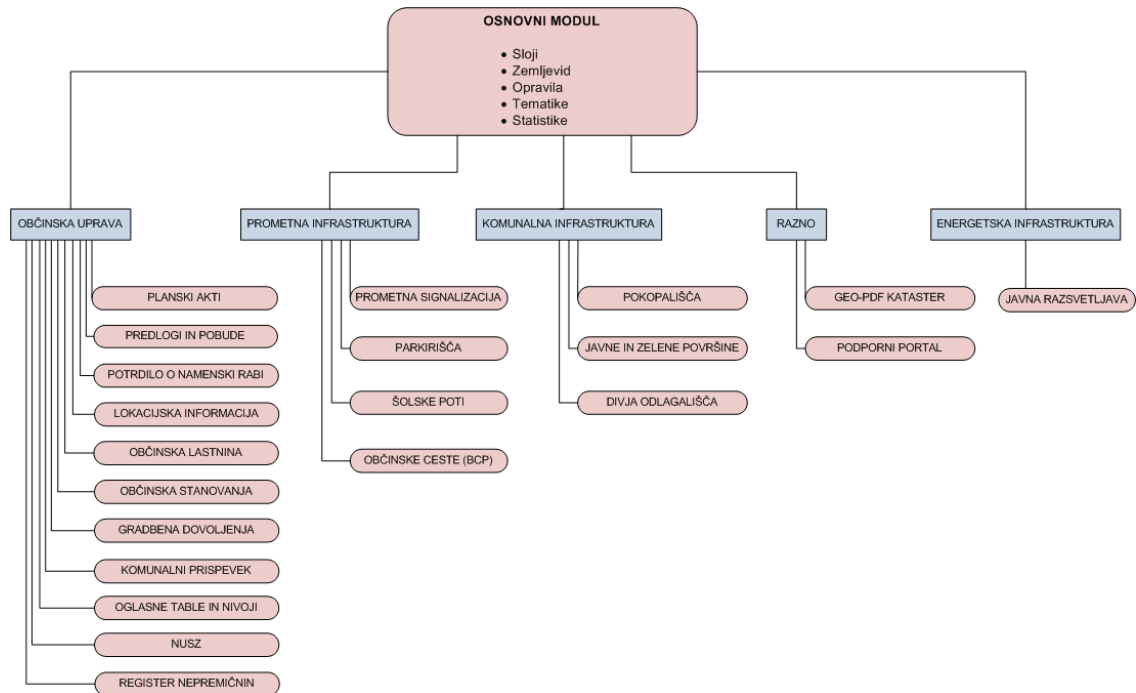 OSNOVNI MODUL
• Sloji
• Zemljevid
• Opravila
• Tematike
• Statistike
OBČINSKA UPRAVA
PROMETNA INFRASTRUKTURA
KOMUNALNA INFRASTRUKTURA
RAZNO
ENERGETSKA INFRASTRUKTURA
PLANSKI AKTI
PREDLOGI IN POBUDE
POTRDILO O NAMENSKI RABI
LOKACIJSKA INFORMACIJA
OBČINSKA LASTNINA
OBČINSKA STANOVANJA
GRADBENA DOVOLJENJA
KOMUNALNI PRISPEVEK
OGLASNE TABLE IN NIVOJI
NUSZ
REGISTER NEPREMIČNIN
PROMETNA SIGNALIZACIJA
PARKIRIŠČA
ŠOLSKE POTI
OBČINSKE CESTE (BCP)
POKOPALIŠČA
JAVNE IN ZELENE POVRŠINE
DIVJA ODLAGALIŠČA
GEO-PDF KATASTER
PODPORNI PORTAL
JAVNA RAZSVETLJAVA